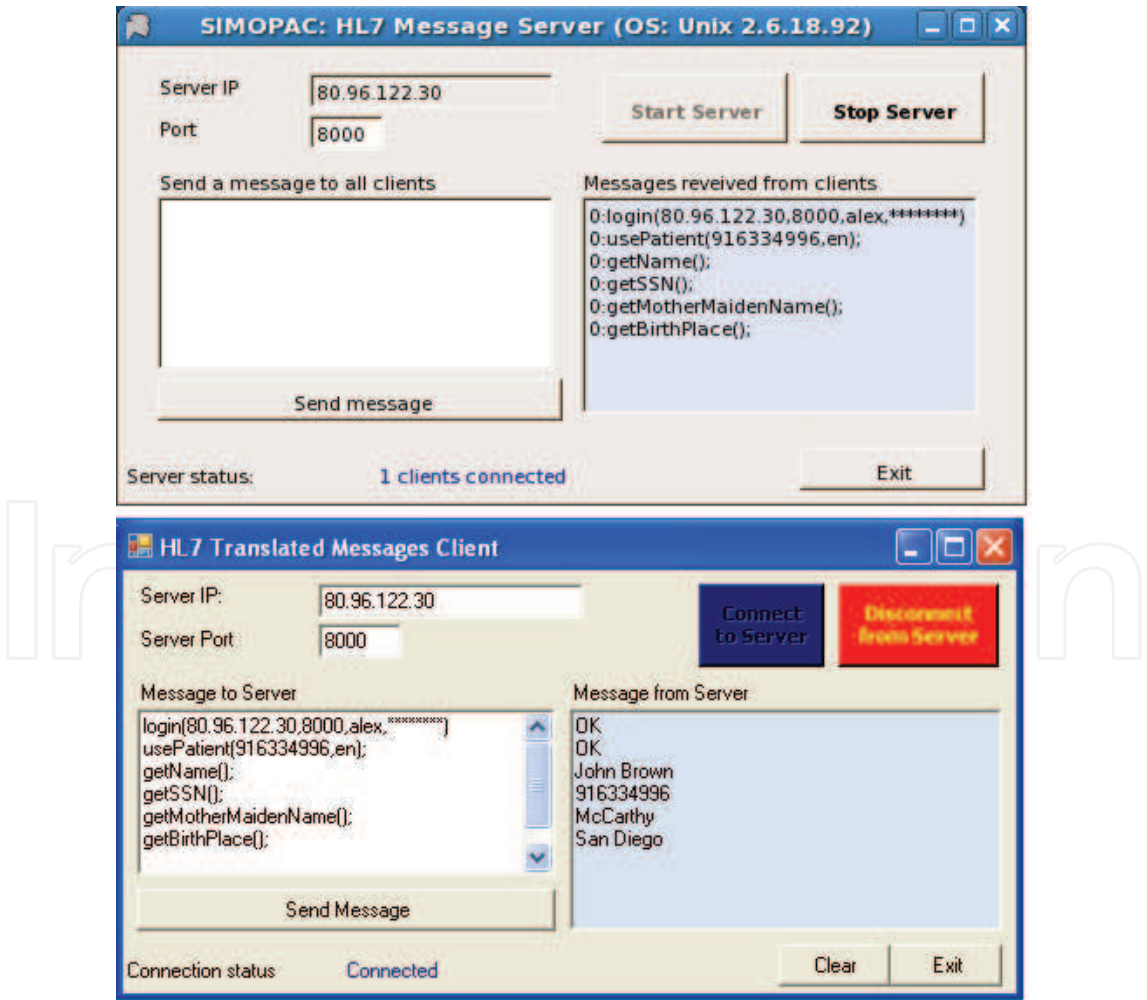 SIMOPAC: HL7 Message Server (OS: Unix 2.6.18.92)
Server IP
80.96.122.30
Port
8000
Start Server
Stop Server
Send a message to all clients
Messages reveived from clients
0:login(80.96.122.30,8000,alex,********)
0:usePatient(916334996,en);
0:getName();
0:getSSN();
0:getMotherMaidenName();
0:getBirthPlace();
Send message
Server status:
1 clients connected
Exit
HL7 Translated Messages Client
Server IP:
80.96.122.30
Server Port
8000
Connect
to Server
Disconnect
from Server
Message to Server
login(80.96.122.30,8000,alex,********)
usePatient(916334996,en);
getName();
getSSN();
getMotherMaidenName();
getBirthPlace();
Message from Server
OK
OK
John Brown
916334996
McCarthy
San Diego
Send Message
Connection status
Connected
Clear
Exit